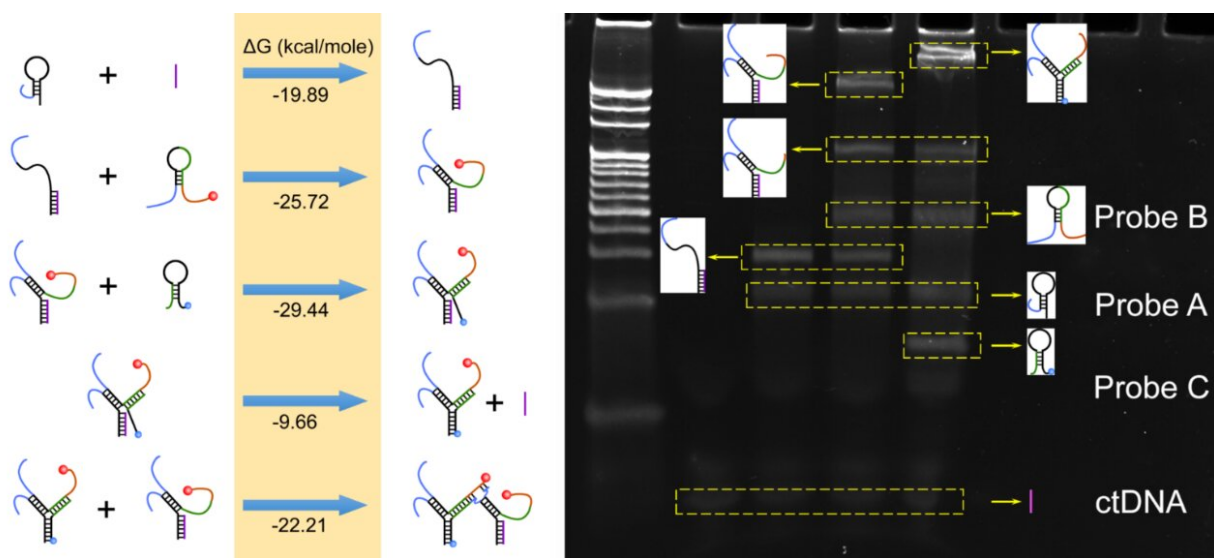 ΔG (kcal/mole)
+
-19.89
+
-25.72
+
-29.44
-9.66
+
+
-22.21
Probe B
Probe A
Probe C
ctDNA